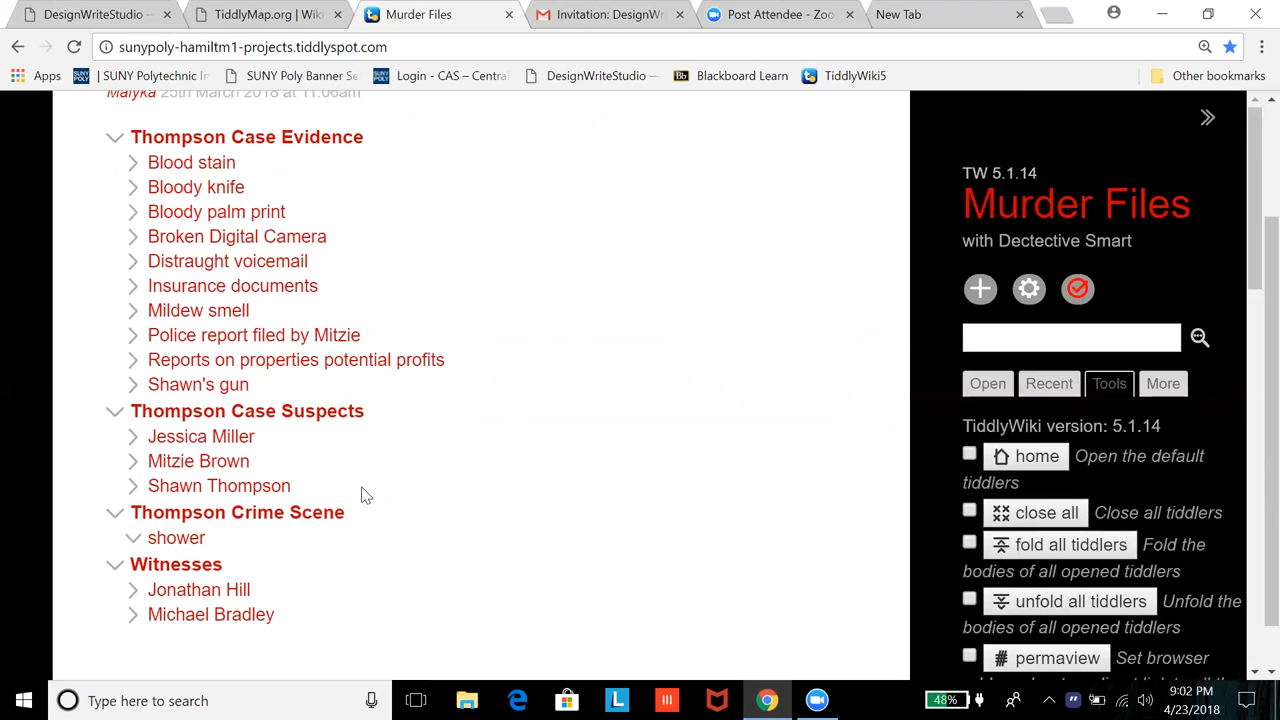 DesignWriteStudio —
TiddlyMap.org | Wiki
Murder Files
Invitation: DesignWr
Post Attendee - Zoo
New Tab
sunypoly-hamiltm1-projects.tiddlyspot.com
Apps
| SUNY Polytechnic In
SUNY Poly Banner Se
Login - CAS – Centra
DesignWriteStudio —
Bb
Blackboard Learn
TiddlyWiki5
Other bookmarks
Malyka 25th March 2018 at 11:06am
Thompson Case Evidence
Blood stain
Bloody knife
Bloody palm print
Broken Digital Camera
Distraught voicemail
Insurance documents
Mildew smell
Police report filed by Mitzie
Reports on properties potential profits
Shawn's gun
Thompson Case Suspects
Jessica Miller
Mitzie Brown
Shawn Thompson
Thompson Crime Scene
shower
Witnesses
Jonathan Hill
Michael Bradley
TW 5.1.14
Murder Files
with Dectective Smart
Open
Recent
Tools
More
TiddlyWiki version: 5.1.14
home Open the default
tiddlers
close all Close all tiddlers
fold all tiddlers Fold the
bodies of all opened tiddlers
unfold all tiddlers Unfold the
bodies of all opened tiddlers
permaview Set browser
Type here to search
48%
9:02 PM
4/23/2018